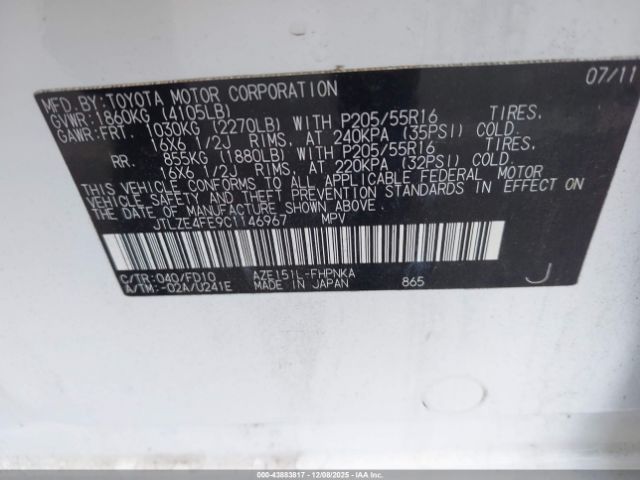 07/11
MFD.BY:TOYOTA MOTOR CORPORATION
GVWR:1860KG (4105LB)
GAWR:FRT. 1030KG (2270LB) WITH P205/55R16 TIRES,
16X6 1/2J RIMS, AT 240KPA (35PSI) COLD.
RR. 855KG (1880LB) WITH P205/55R16 TIRES,
16X6 1/2J RIMS, AT 220KPA (32PSI) COLD.
THIS VEHICLE CONFORMS TO ALL APPLICABLE FEDERAL MOTOR
VEHICLE SAFETY AND THEFT PREVENTION STANDARDS IN EFFECT ON
THE DATE OF MANUFACTURE SHOWN ABOVE.
JTLZE4FE9C1146967 MPV
C/TR:040/FD10 AZE151L-FHPNKA
A/TM:-02A/U241E MADE IN JAPAN 865 J
000-43883817 • 12/08/2025 • IAA Inc.